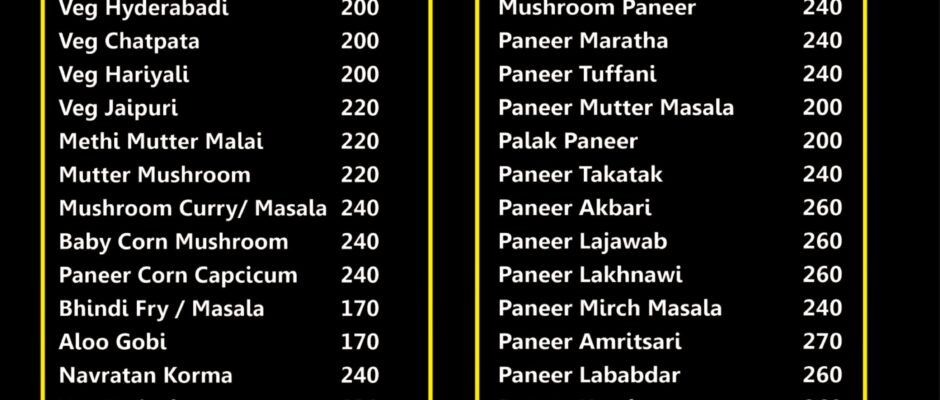 Veg Hyderabadi 200
Veg Chatpata 200
Veg Hariyali 200
Veg Jaipuri 220
Methi Mutter Malai 220
Mutter Mushroom 220
Mushroom Curry/ Masala 240
Baby Corn Mushroom 240
Paneer Corn Capcicum 240
Bhindi Fry / Masala 170
Aloo Gobi 170
Navratan Korma 240
Mushroom Paneer 240
Paneer Maratha 240
Paneer Tuffani 240
Paneer Mutter Masala 200
Palak Paneer 200
Paneer Takatak 240
Paneer Akbari 260
Paneer Lajawab 260
Paneer Lakhnawi 260
Paneer Mirch Masala 240
Paneer Amritsari 270
Paneer Lababdar 260